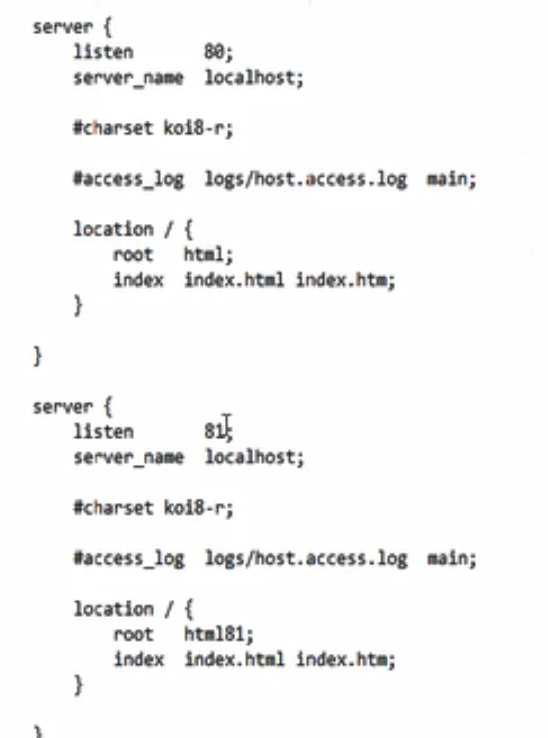 server {
listen 80;
server_name localhost;
#charset koi8-r;
#access_log logs/host.access.log main;
location / {
root html;
index index.html index.htm;
}
}
server {
listen 81;
server_name localhost;
#charset koi8-r;
#access_log logs/host.access.log main;
location / {
root html81;
index index.html index.htm;
}
}